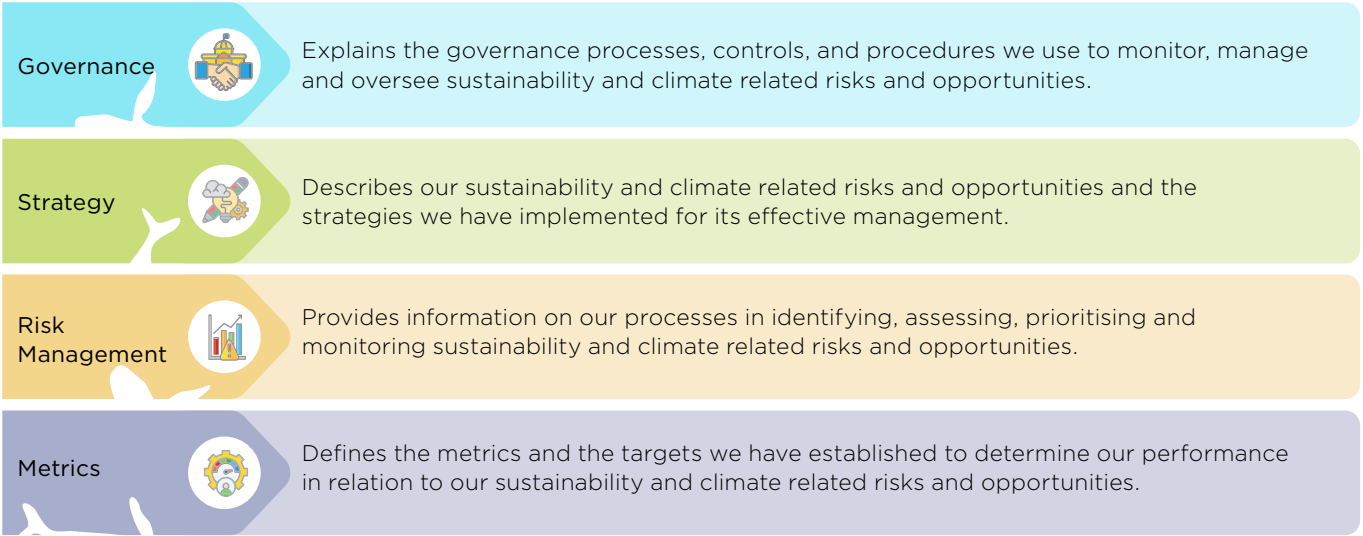 Governance
Explains the governance processes, controls, and procedures we use to monitor, manage
and oversee sustainability and climate related risks and opportunities.
Strategy
Describes our sustainability and climate related risks and opportunities and the
strategies we have implemented for its effective management.
Risk
Management
Provides information on our processes in identifying, assessing, prioritising and
monitoring sustainability and climate related risks and opportunities.
Metrics
Defines the metrics and the targets we have established to determine our performance
in relation to our sustainability and climate related risks and opportunities.